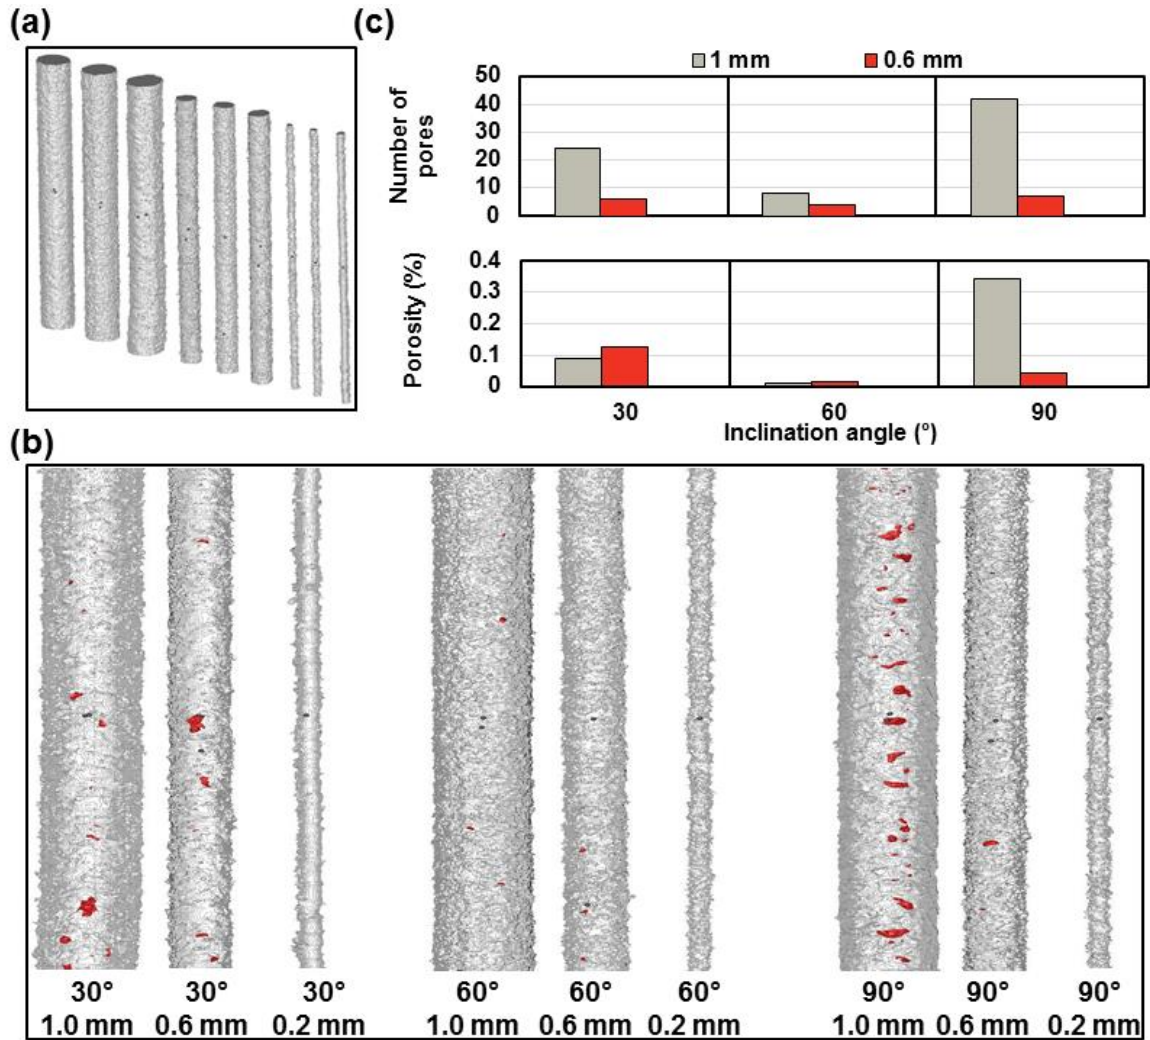 (a)
(c)
1 mm 0.6 mm
Number of
pores
50
40
30
20
10
0
Porosity (%)
0.4
0.3
0.2
0.1
0
30 60 90
Inclination angle (°)
(b)
30° 30° 30° 60° 60° 60° 90° 90° 90°
1.0 mm 0.6 mm 0.2 mm 1.0 mm 0.6 mm 0.2 mm 1.0 mm 0.6 mm 0.2 mm